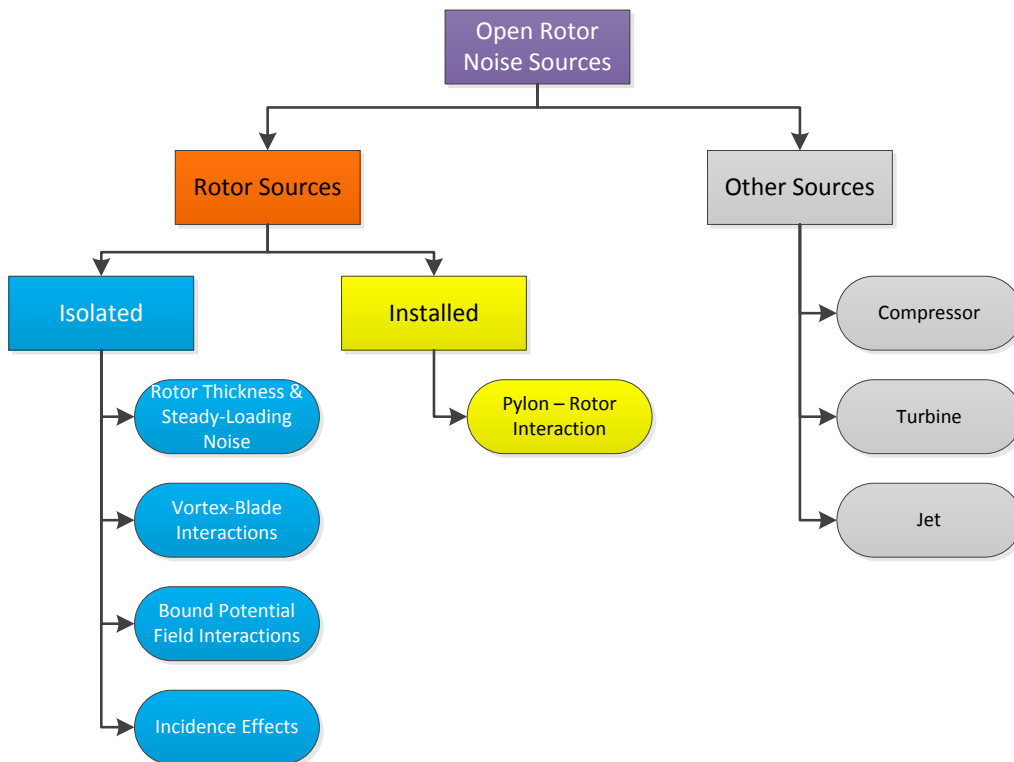 Open Rotor
Noise Sources
Rotor Sources
Other Sources
Isolated
Installed
Compressor
Rotor Thickness &
Steady-Loading
Noise
Pylon – Rotor
Interaction
Turbine
Vortex-Blade
Interactions
Jet
Bound Potential
Field Interactions
Incidence Effects